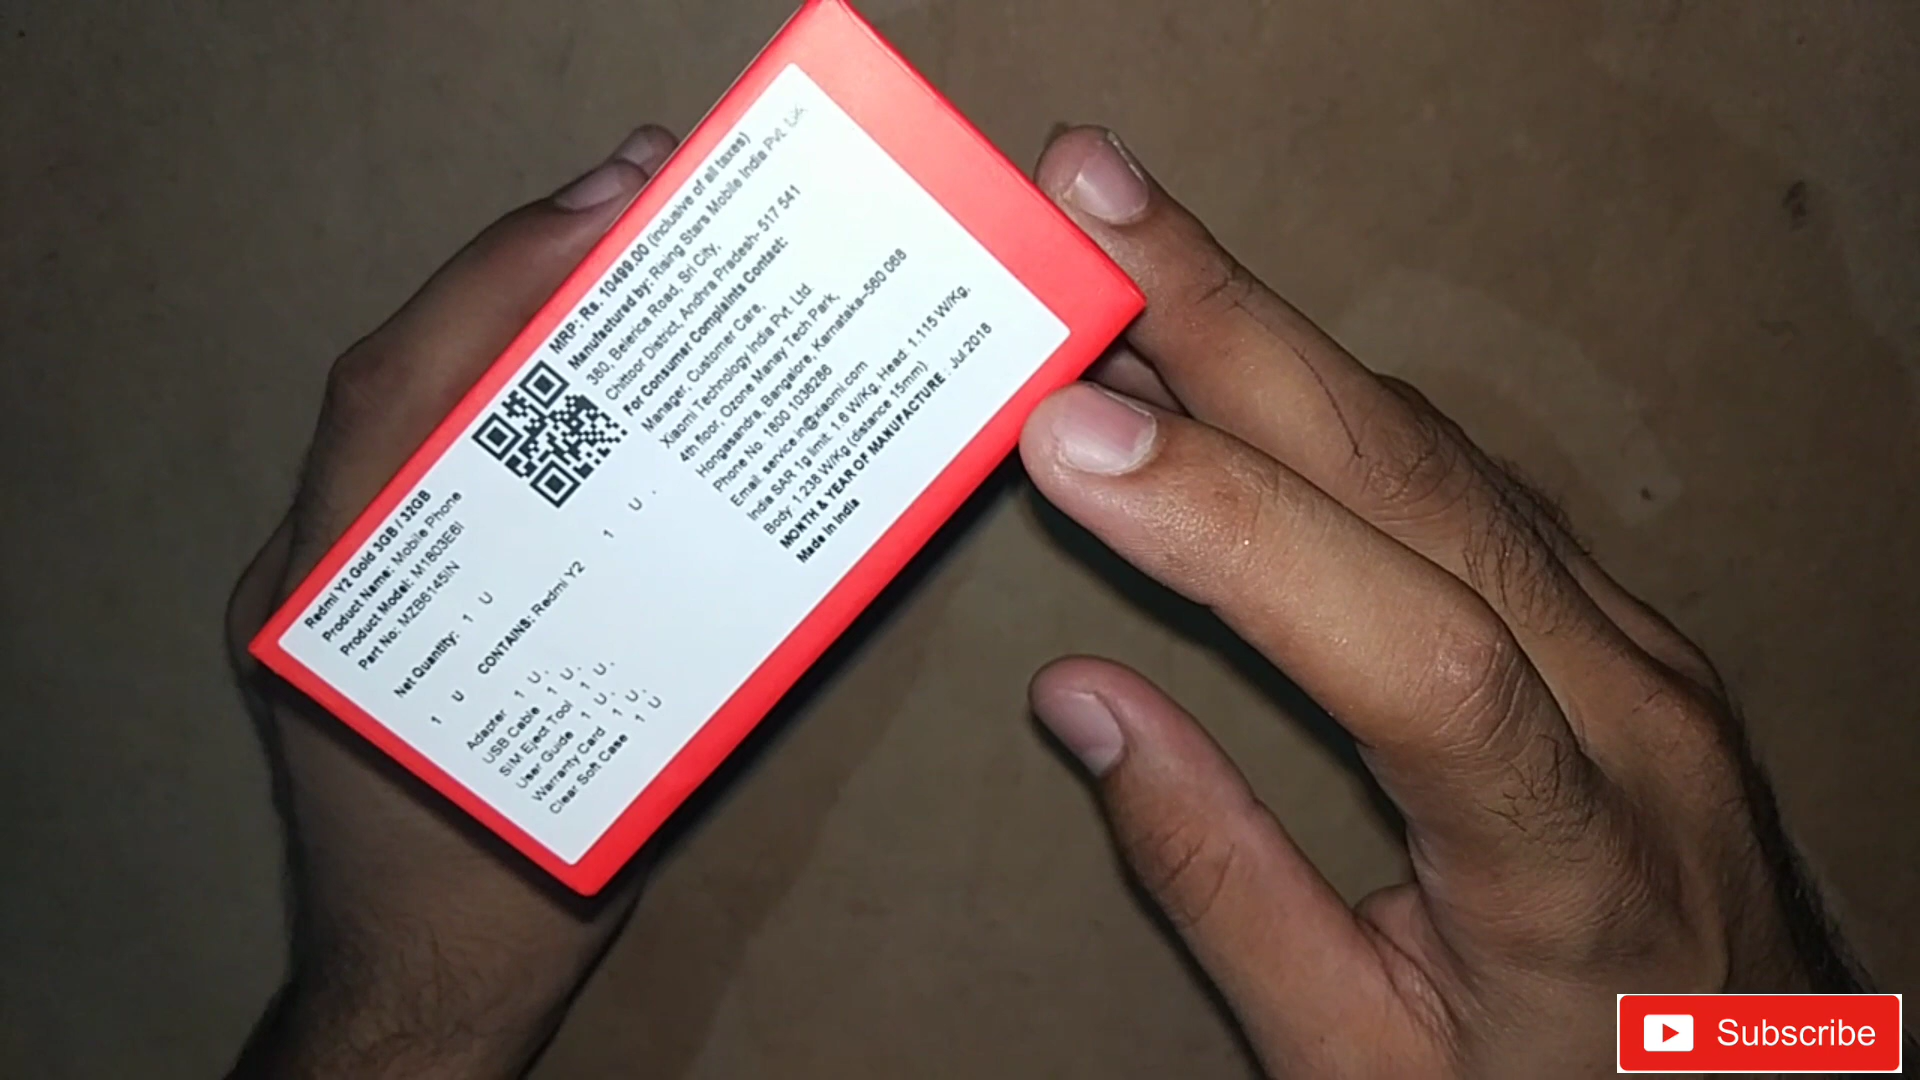 Redmi Y2 Gold 3GB / 32GB
Product Name: Mobile Phone
Product Model: M1803E6I
Part No: MZB6145IN
Net Quantity: 1 U
CONTAINS: Redmi Y2 1 U .
1 U
Adapter 1 U .
USB Cable 1 U .
SIM Eject Tool 1 U .
User Guide 1 U .
Warranty Card 1 U .
Clear Soft Case 1 U
MRP: Rs. 10499.00 (inclusive of all taxes)
Manufactured by: Rising Stars Mobile India Pvt. Ltd.
380, Belerica Road, Sri City,
Chittoor District, Andhra Pradesh- 517 541
For Consumer Complaints Contact:
Manager, Customer Care,
Xiaomi Technology India Pvt. Ltd.
4th floor, Ozone Manay Tech Park,
Hongasandra, Bangalore, Karnataka–560 068
Phone No. 1800 1036286
Email: service.in@xiaomi.com
India SAR 1g limit: 1.6 W/Kg, Head: 1.115 W/Kg,
Body: 1.238 W/Kg (distance 15mm)
MONTH & YEAR OF MANUFACTURE : Jul 2018
Made in India
Subscribe